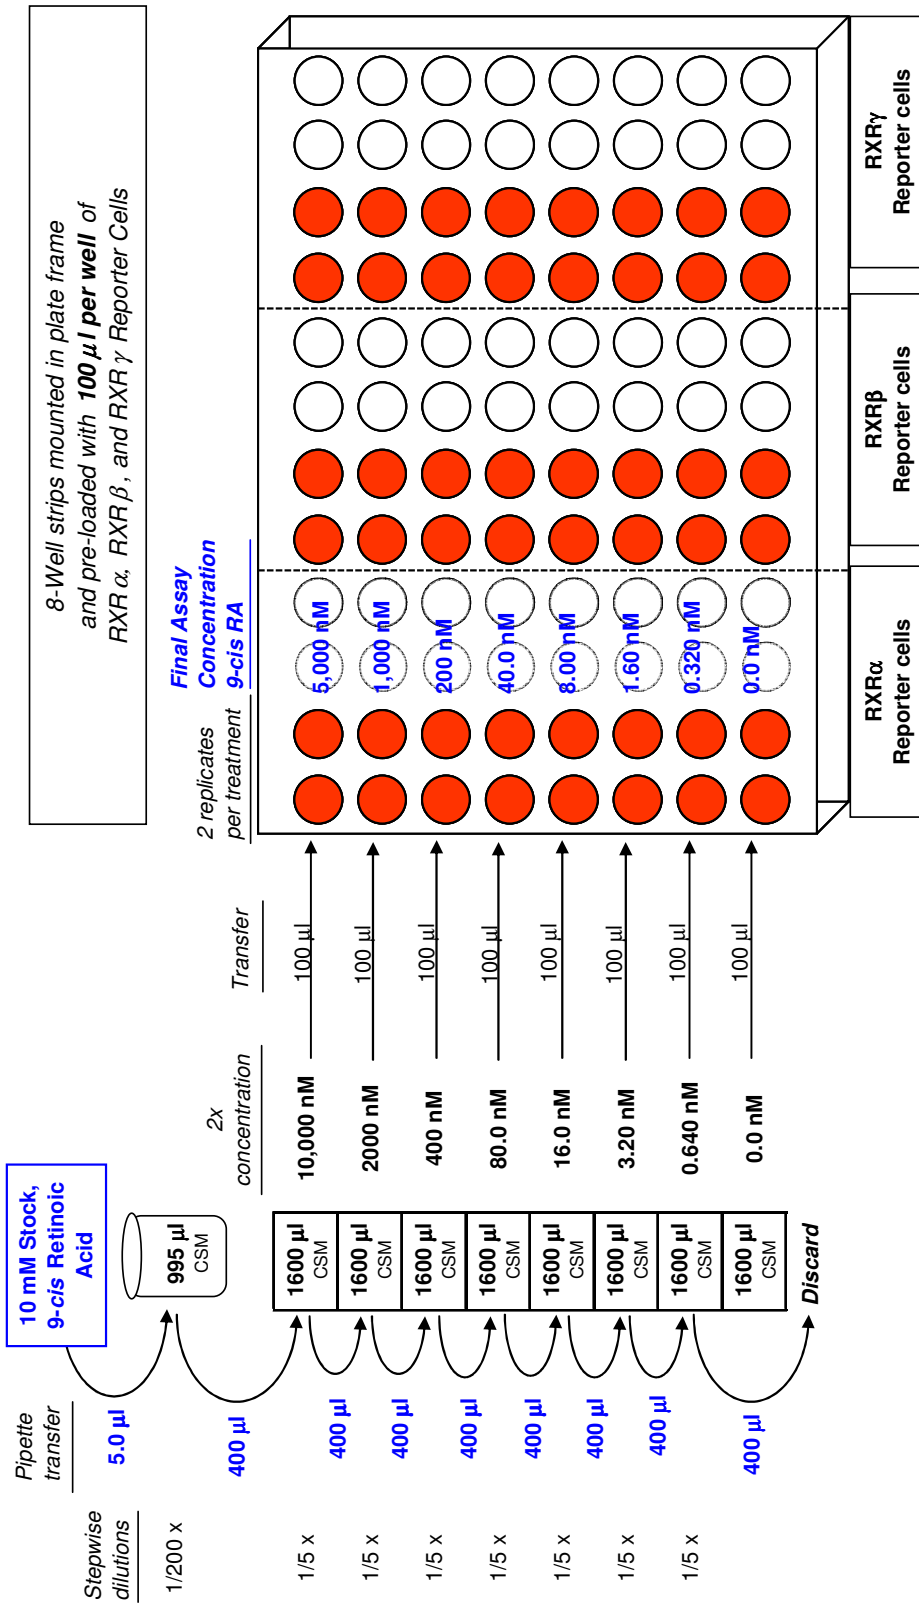 8-Well strips mounted in plate frame
and pre-loaded with 100 µl per well of
RXR α, RXR β, and RXR γ Reporter Cells
Stepwise
dilutions
Pipette
transfer
10 mM Stock,
9-cis Retinoic
Acid
2x
concentration
Transfer
2 replicates
per treatment
Final Assay
Concentration
9-cis RA
1/200 x
5.0 µl
995 µl
CSM
400 µl
1/5 x
1600 µl
CSM
10,000 nM
100 µl
5,000 nM
400 µl
1/5 x
1600 µl
CSM
2000 nM
100 µl
1,000 nM
400 µl
1/5 x
1600 µl
CSM
400 nM
100 µl
200 nM
400 µl
1/5 x
1600 µl
CSM
80.0 nM
100 µl
40.0 nM
400 µl
1/5 x
1600 µl
CSM
16.0 nM
100 µl
8.00 nM
400 µl
1/5 x
1600 µl
CSM
3.20 nM
100 µl
1.60 nM
400 µl
1/5 x
1600 µl
CSM
0.640 nM
100 µl
0.320 nM
400 µl
1600 µl
CSM
0.0 nM
100 µl
0.0 nM
Discard
RXRα
Reporter cells
RXRβ
Reporter cells
RXRγ
Reporter cells